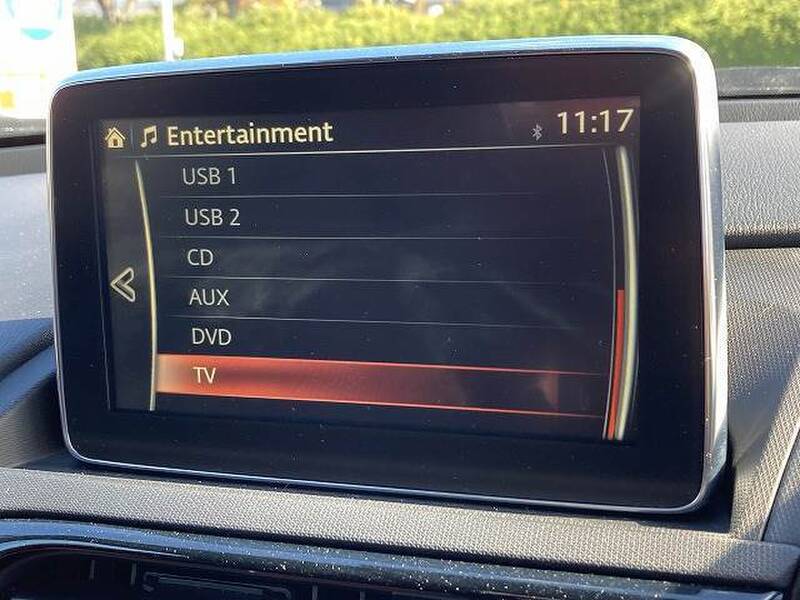 Entertainment 11:17
USB 1
USB 2
CD
AUX
DVD
TV